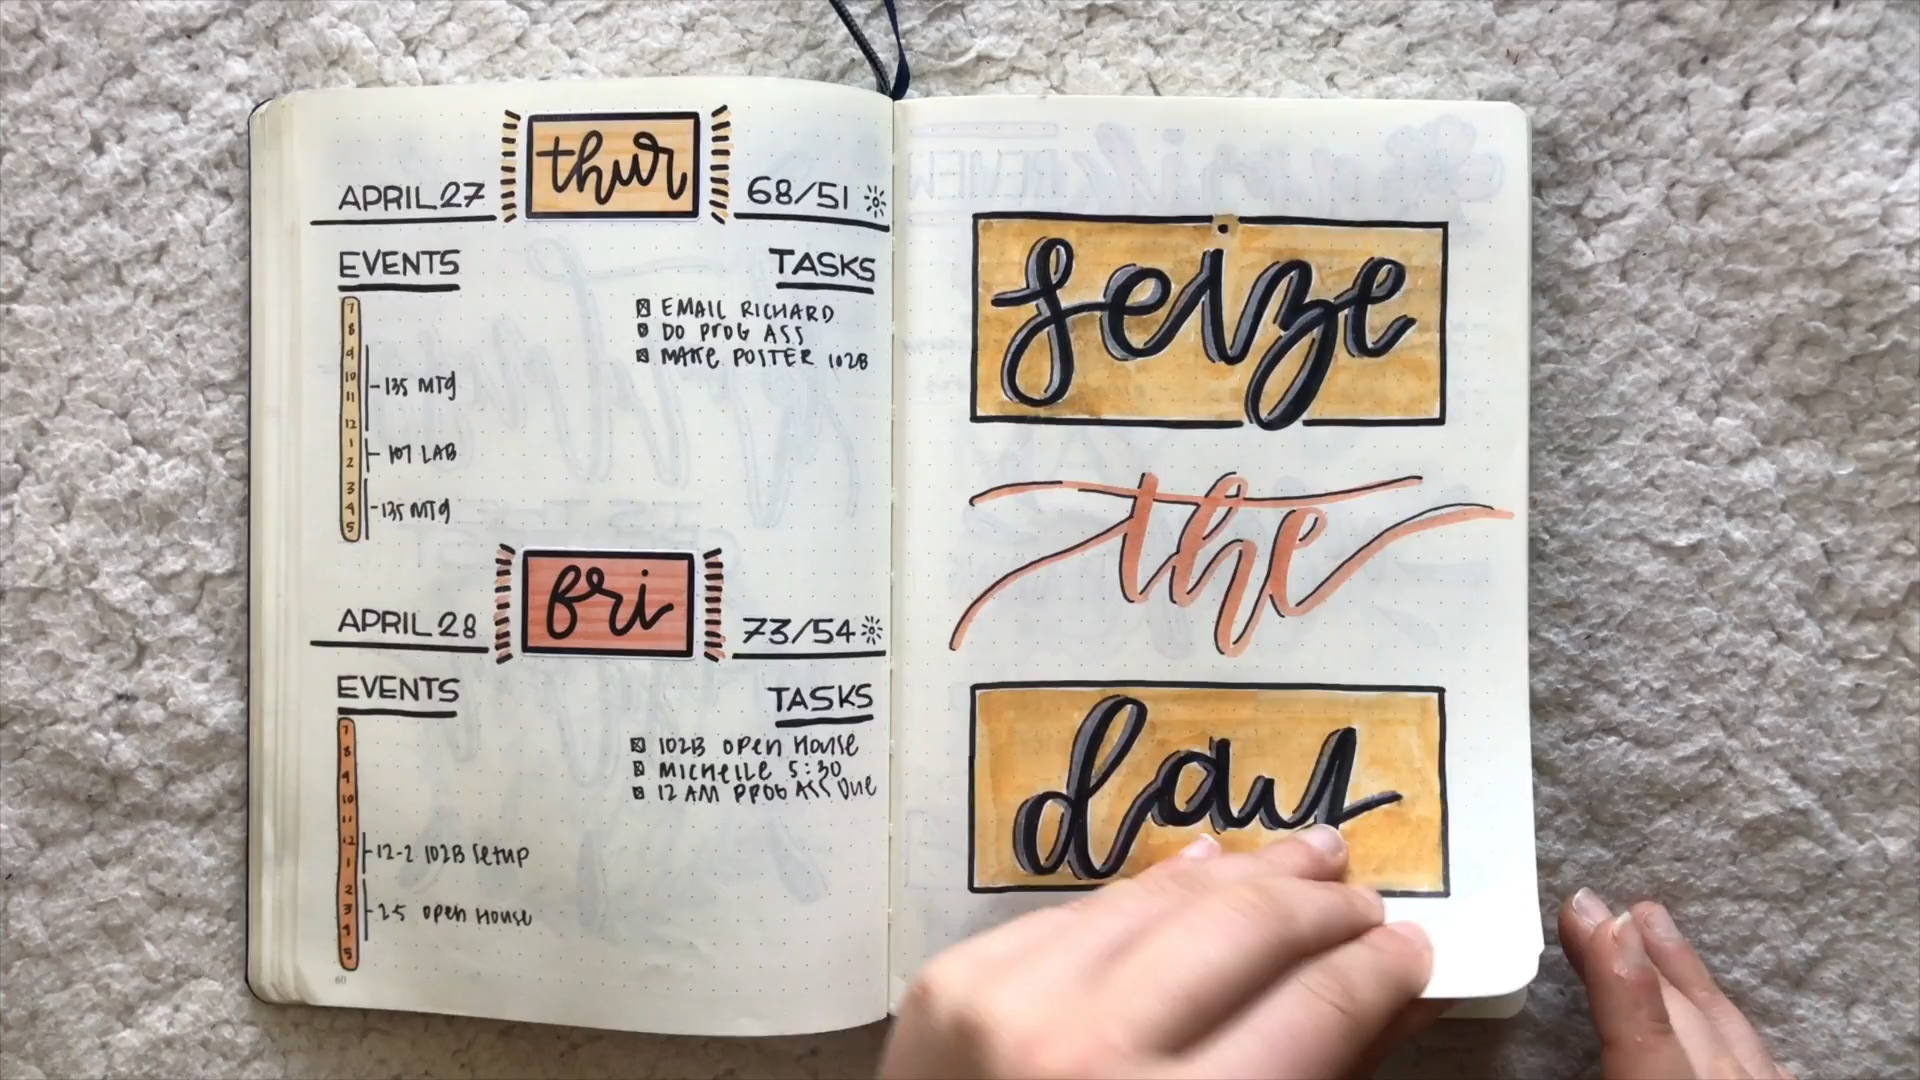 thur
APRIL 27
68/51
EVENTS
TASKS
7
8
9
10
11
12
1
2
3
4
5
135 MTG
107 LAB
135 MTG
EMAIL RICHARD
DO PROG ASS
MAKE POSTER 102B
fri
APRIL 28
73/54
EVENTS
TASKS
7
8
9
10
11
12
1
2
3
4
5
12-2 102B SETUP
2-5 OPEN HOUSE
102B OPEN HOUSE
MICHELLE 5:30
12 AM PROG ASS DUE
60
seize
the
day